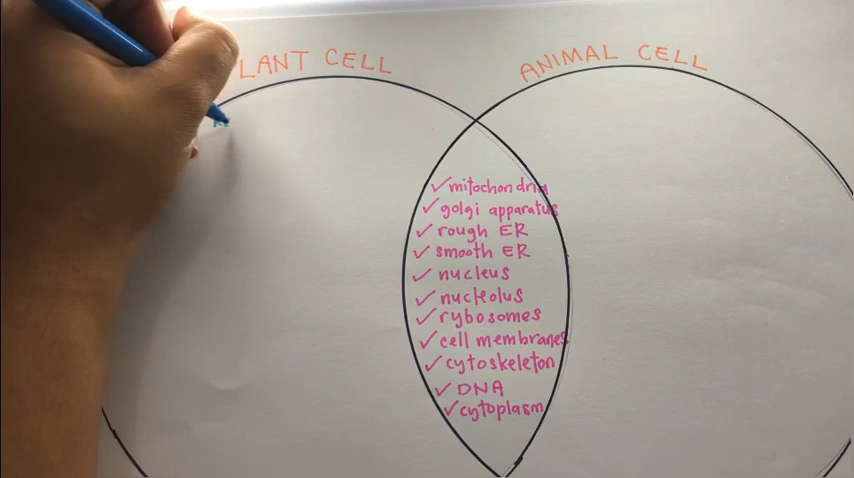 LANT CELL
ANIMAL CELL
✓mitochondria
✓golgi apparatus
✓rough ER
✓smooth ER
✓nucleus
✓nucleolus
✓rybosomes
✓cell membranes
✓cytoskeleton
✓DNA
✓cytoplasm